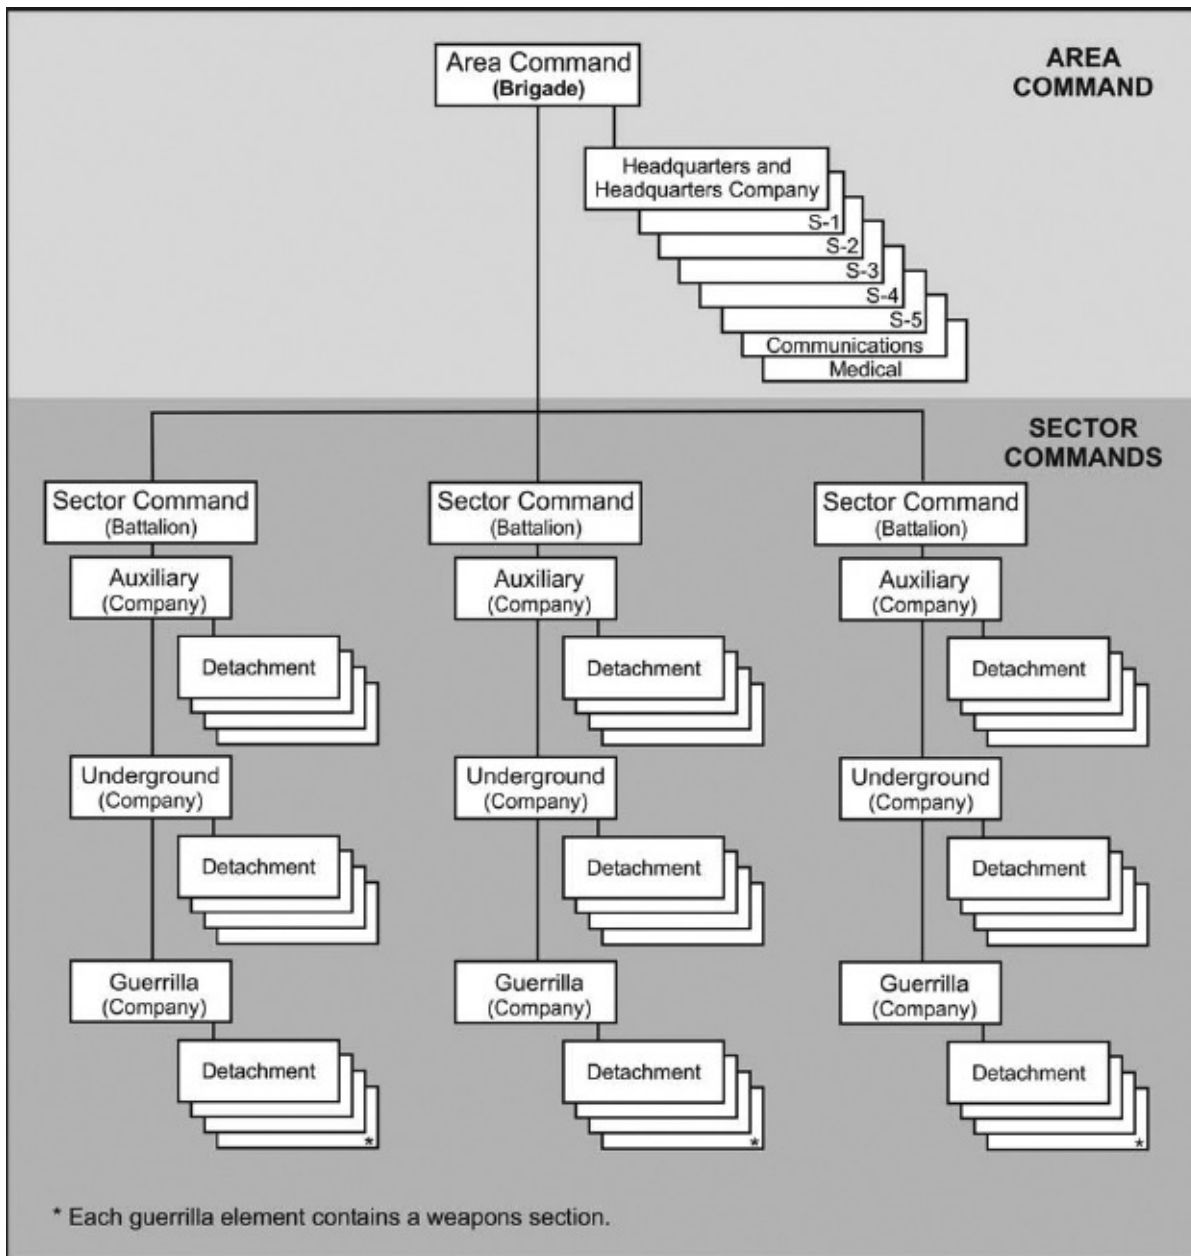 AREA
COMMAND
Area Command
(Brigade)
Headquarters and
Headquarters Company
S-1
S-2
S-3
S-4
S-5
Communications
Medical
SECTOR
COMMANDS
Sector Command
(Battalion)
Auxiliary
(Company)
Detachment
Underground
(Company)
Detachment
Guerrilla
(Company)
Detachment
*
Sector Command
(Battalion)
Auxiliary
(Company)
Detachment
Underground
(Company)
Detachment
Guerrilla
(Company)
Detachment
*
Sector Command
(Battalion)
Auxiliary
(Company)
Detachment
Underground
(Company)
Detachment
Guerrilla
(Company)
Detachment
*
* Each guerrilla element contains a weapons section.